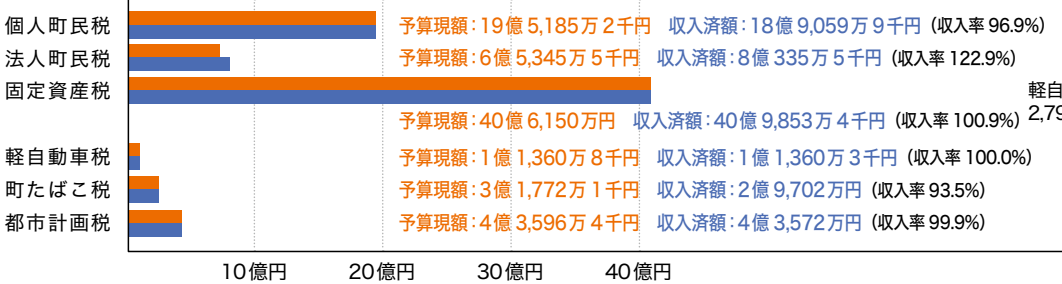 個人町民税 予算現額：19億5,185万2千円 収入済額：18億9,059万9千円（収入率96.9%）
法人町民税 予算現額：6億5,345万5千円 収入済額：8億335万5千円（収入率122.9%）
固定資産税
軽自
予算現額：40億6,150万円 収入済額：40億9,853万4千円（収入率100.9%）
2,79
軽自動車税 予算現額：1億1,360万8千円 収入済額：1億1,360万3千円（収入率100.0%）
町たばこ税 予算現額：3億1,772万1千円 収入済額：2億9,702万円（収入率93.5%）
都市計画税 予算現額：4億3,596万4千円 収入済額：4億3,572万円（収入率99.9%）
10億円 20億円 30億円 40億円